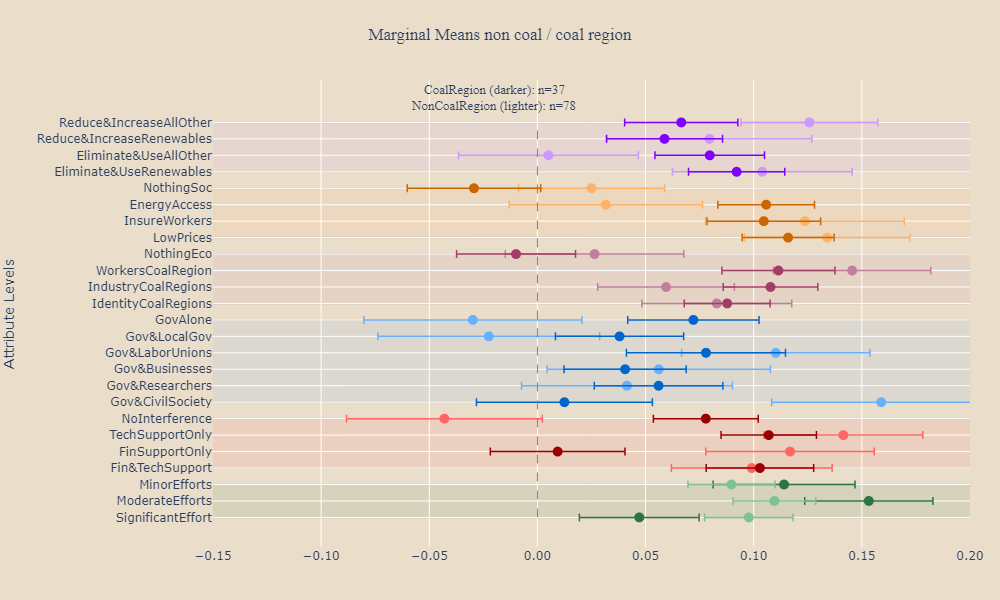 Marginal Means non coal / coal region
CoalRegion (darker): n=37
NonCoalRegion (lighter): n=78
Reduce&IncreaseAllOther
Reduce&IncreaseRenewables
Eliminate&UseAllOther
Eliminate&UseRenewables
NothingSoc
EnergyAccess
InsureWorkers
LowPrices
NothingEco
WorkersCoalRegion
IndustryCoalRegions
IdentityCoalRegions
GovAlone
Gov&LocalGov
Gov&LaborUnions
Gov&Businesses
Gov&Researchers
Gov&CivilSociety
NoInterference
TechSupportOnly
FinSupportOnly
Fin&TechSupport
MinorEfforts
ModerateEfforts
SignificantEffort
Attribute Levels
−0.15 −0.10 −0.05 0.00 0.05 0.10 0.15 0.20